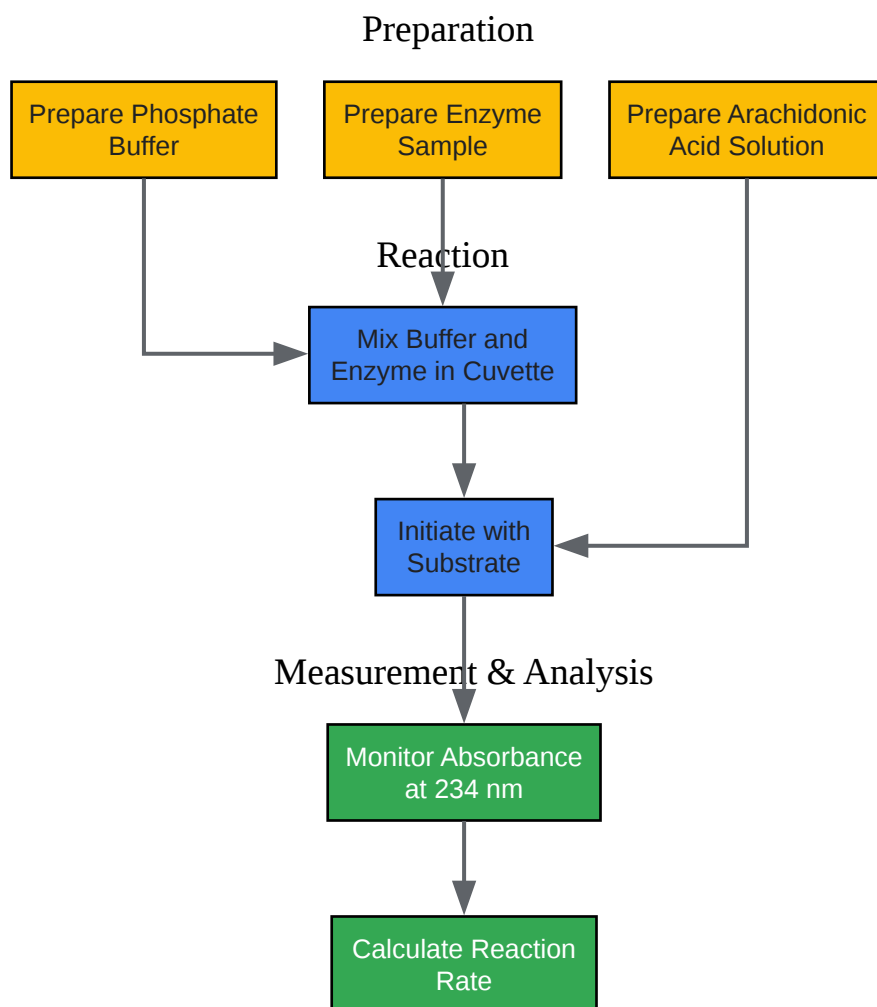 Preparation
Prepare Phosphate
Buffer
Prepare Enzyme
Sample
Prepare Arachidonic
Acid Solution
Reaction
Mix Buffer and
Enzyme in Cuvette
Initiate with
Substrate
Measurement & Analysis
Monitor Absorbance
at 234 nm
Calculate Reaction
Rate